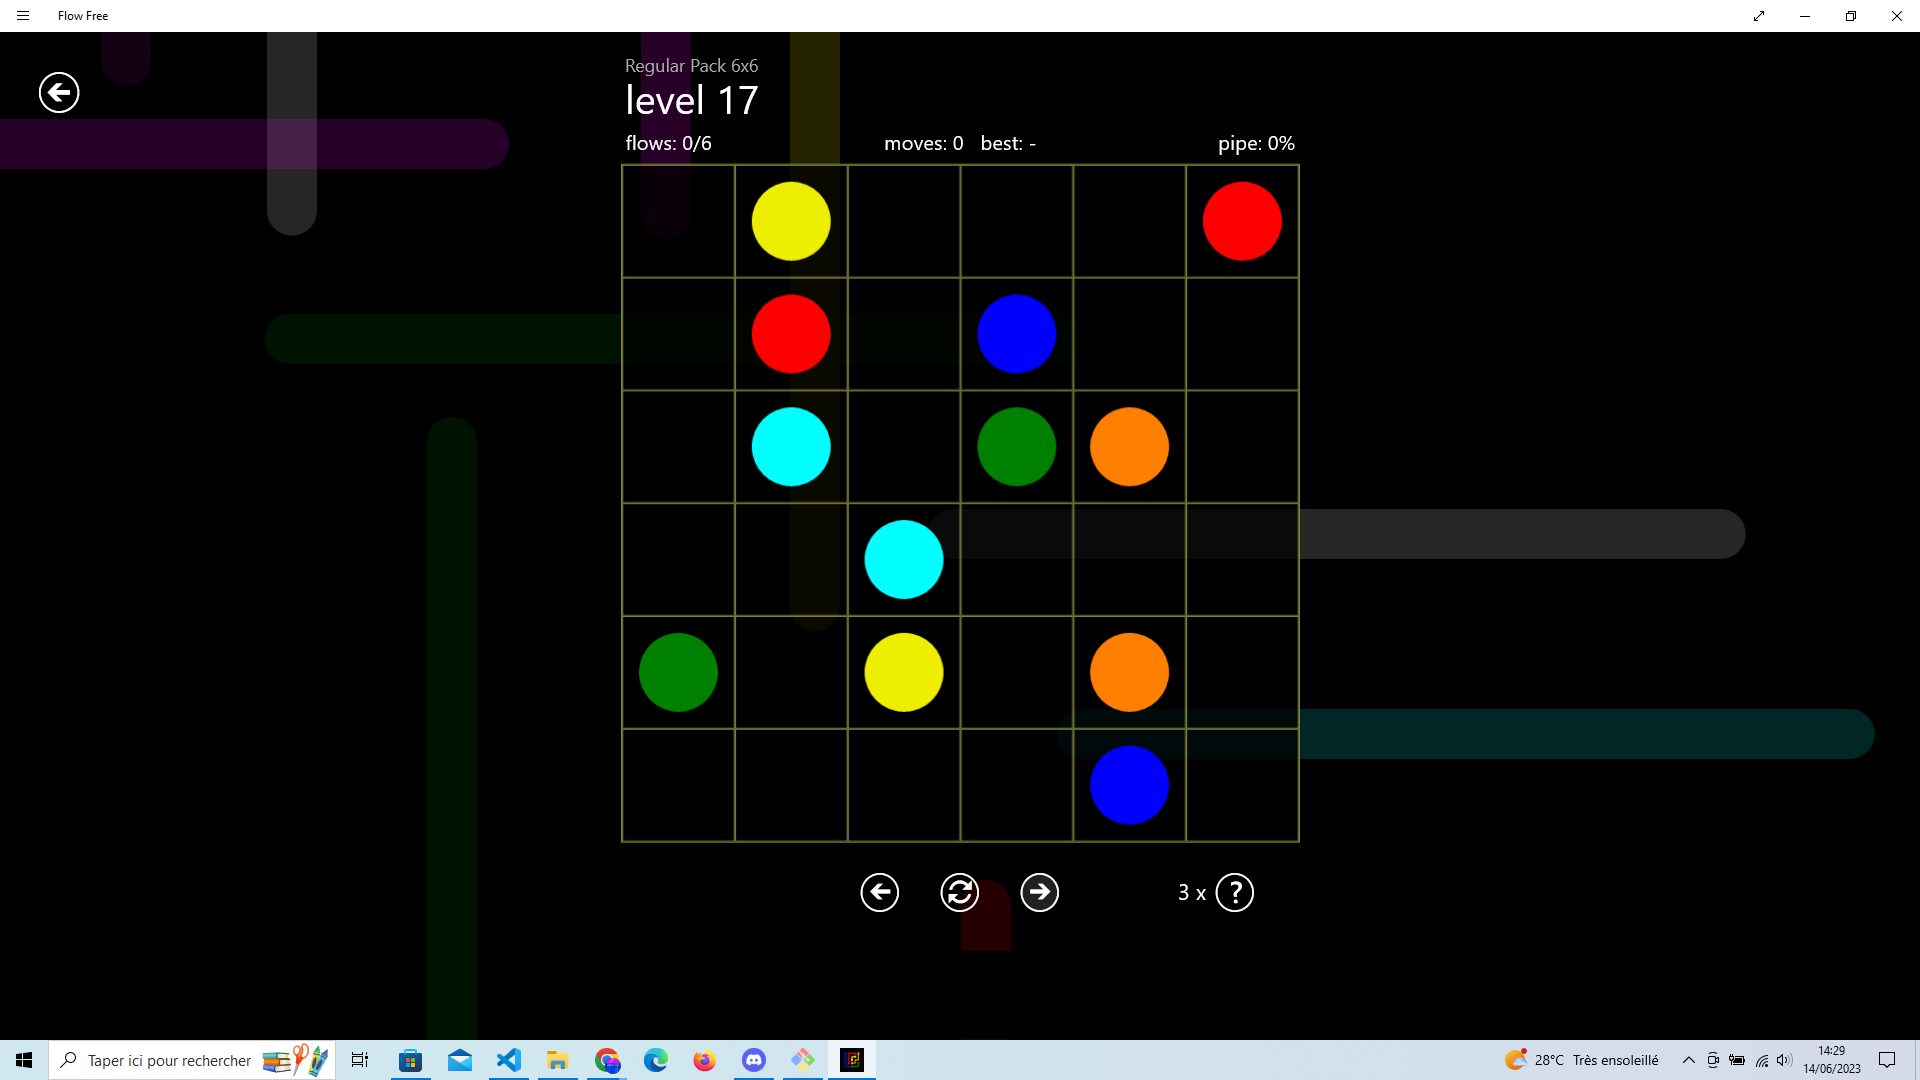 Flow Free
Regular Pack 6x6
level 17
flows: 0/6 moves: 0 best: - pipe: 0%
3 x ?
Taper ici pour rechercher
28°C Très ensoleillé
14:29
14/06/2023